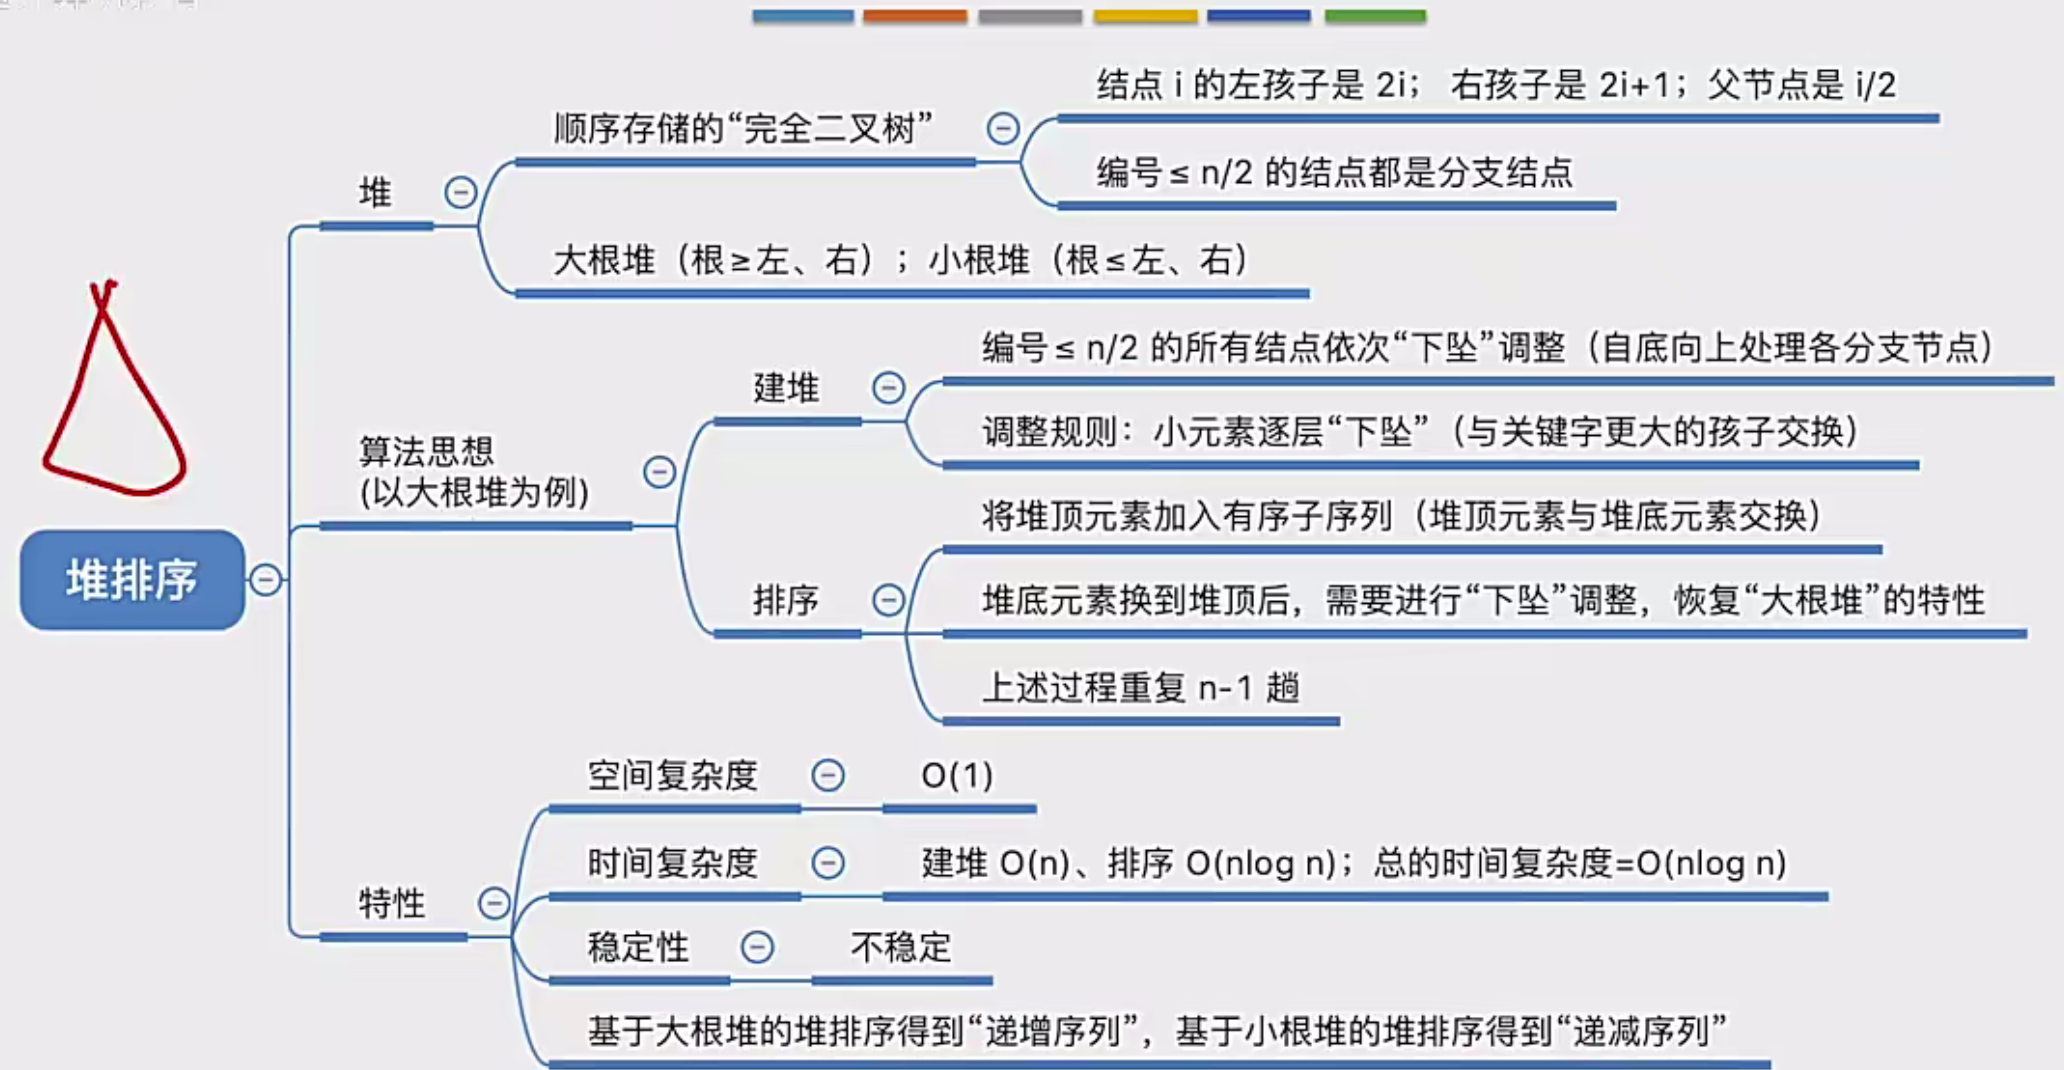 堆排序
堆
顺序存储的“完全二叉树”
结点 i 的左孩子是 2i； 右孩子是 2i+1；父节点是 i/2
编号≤ n/2 的结点都是分支结点
大根堆（根≥左、右）；小根堆（根≤左、右）
算法思想
(以大根堆为例)
建堆
编号≤ n/2 的所有结点依次“下坠”调整（自底向上处理各分支节点）
调整规则：小元素逐层“下坠”（与关键字更大的孩子交换）
排序
将堆顶元素加入有序子序列（堆顶元素与堆底元素交换）
堆底元素换到堆顶后，需要进行“下坠”调整，恢复“大根堆”的特性
上述过程重复 n-1 趟
特性
空间复杂度
O(1)
时间复杂度
建堆 O(n)、排序 O(nlog n)；总的时间复杂度=O(nlog n)
稳定性
不稳定
基于大根堆的堆排序得到“递增序列”，基于小根堆的堆排序得到“递减序列”